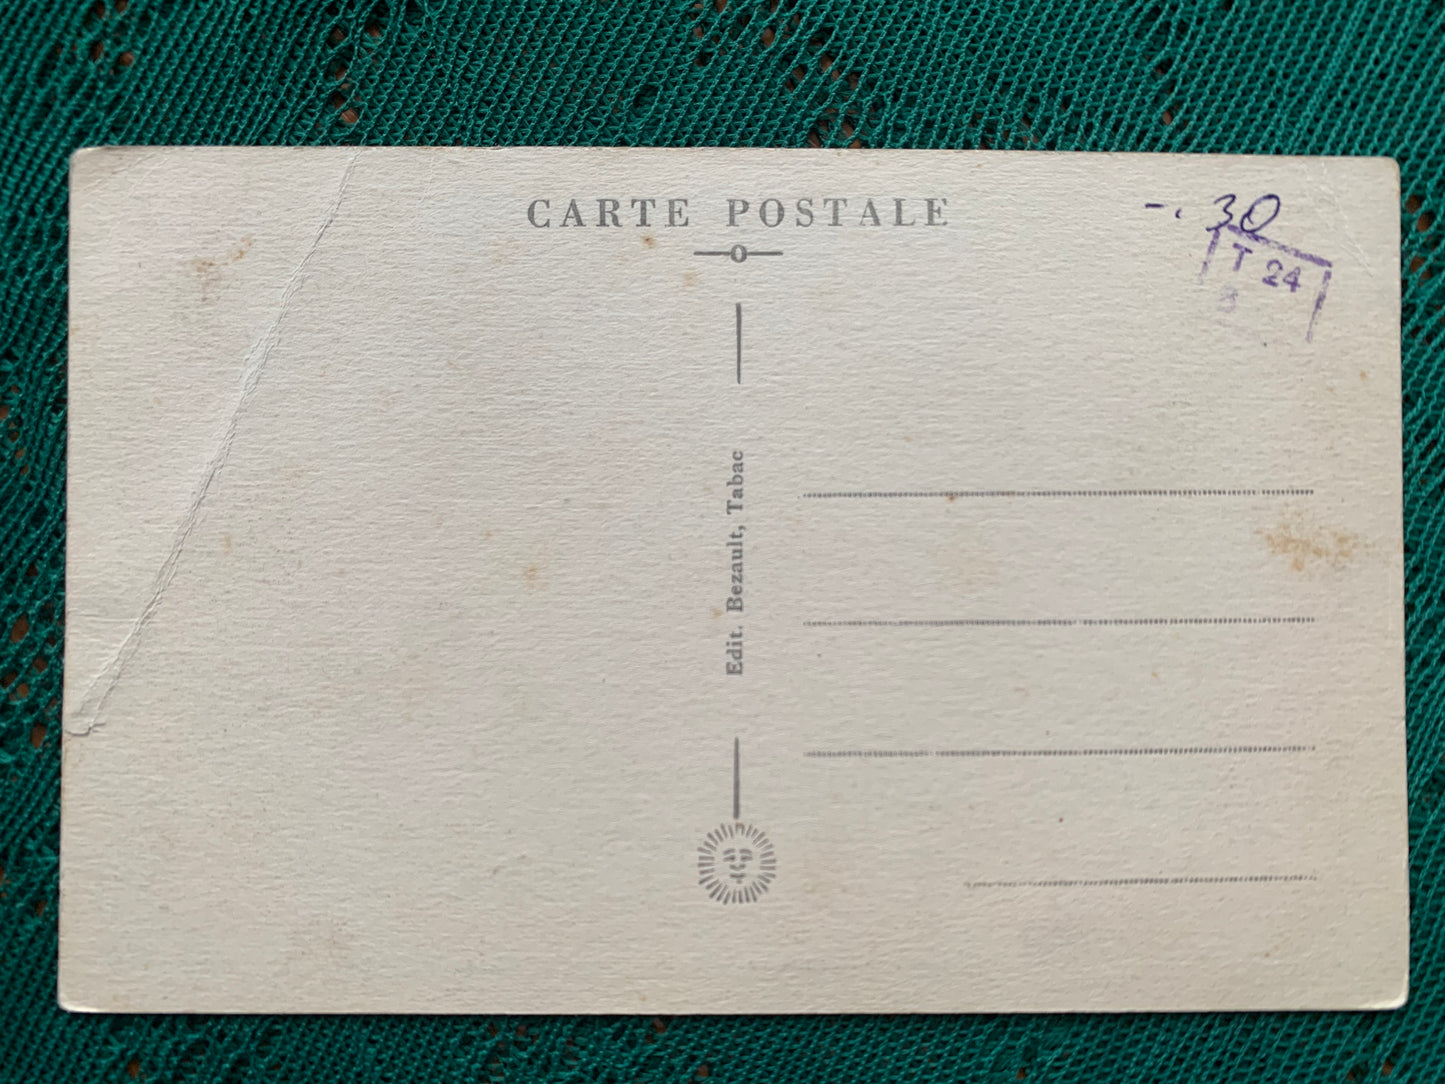 CARTE POSTALE
-.30
T 24
B
Edit. Bezault, Tabac